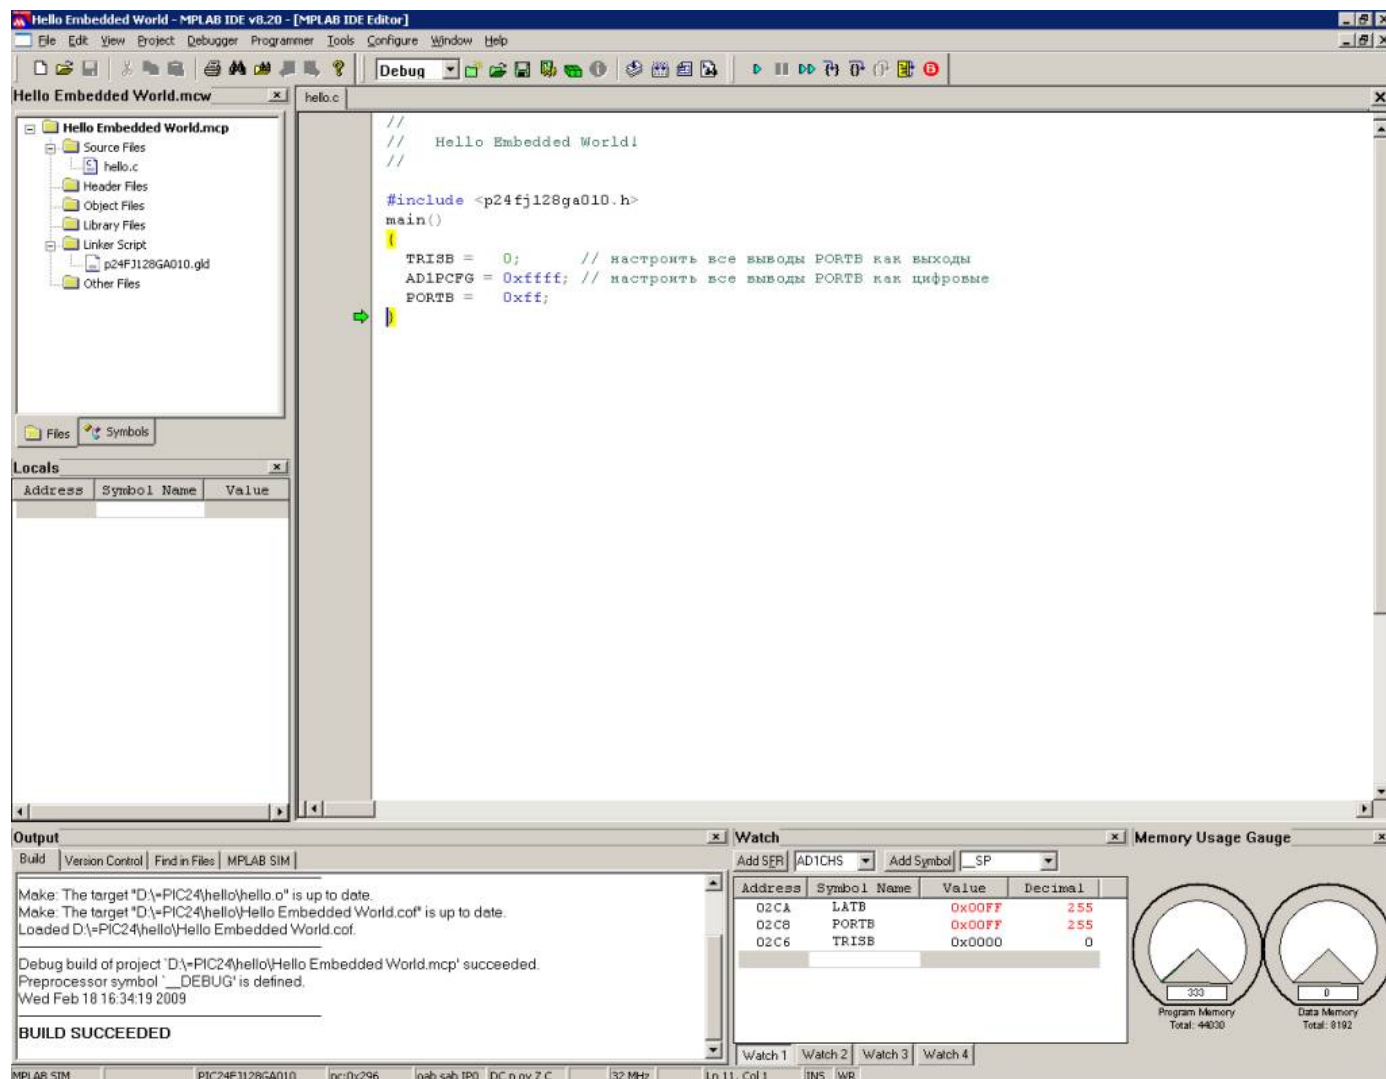 Hello Embedded World - MPLAB IDE v8.20 - [MPLAB IDE Editor]
File Edit View Project Debugger Programmer Tools Configure Window Help
Debug
Hello Embedded World.mcw
hello.c
Hello Embedded World.mcp
Source Files
hello.c
Header Files
Object Files
Library Files
Linker Script
p24FJ128GA010.gld
Other Files
Files Symbols
//
// Hello Embedded World!
//
#include <p24fj128ga010.h>
main()
{
TRISB = 0; // настроить все выводы PORTB как выходы
AD1PCFG = 0xffff; // настроить все выводы PORTB как цифровые
PORTB = 0xff;
}
Locals
Address Symbol Name Value
Output
Build Version Control Find in Files MPLAB SIM
Make: The target "D:\=PIC24\hello\hello.o" is up to date.
Make: The target "D:\=PIC24\hello\Hello Embedded World.cof" is up to date.
Loaded D:\=PIC24\hello\Hello Embedded World.cof.
Debug build of project `D:\=PIC24\hello\Hello Embedded World.mcp' succeeded.
Preprocessor symbol `__DEBUG' is defined.
Wed Feb 18 16:34:19 2009
BUILD SUCCEEDED
Watch
Add SFR AD1CHS Add Symbol __SP
Address Symbol Name Value Decimal
02CA LATB 0x00FF 255
02C8 PORTB 0x00FF 255
02C6 TRISB 0x0000 0
Watch 1 Watch 2 Watch 3 Watch 4
Memory Usage Gauge
333
Program Memory
Total: 44030
0
Data Memory
Total: 8192
MPLAB SIM PIC24FJ128GA010 pc:0x296 oab sab IP0 DC n ov Z C 32 MHz Ln 11, Col 1 INS WR